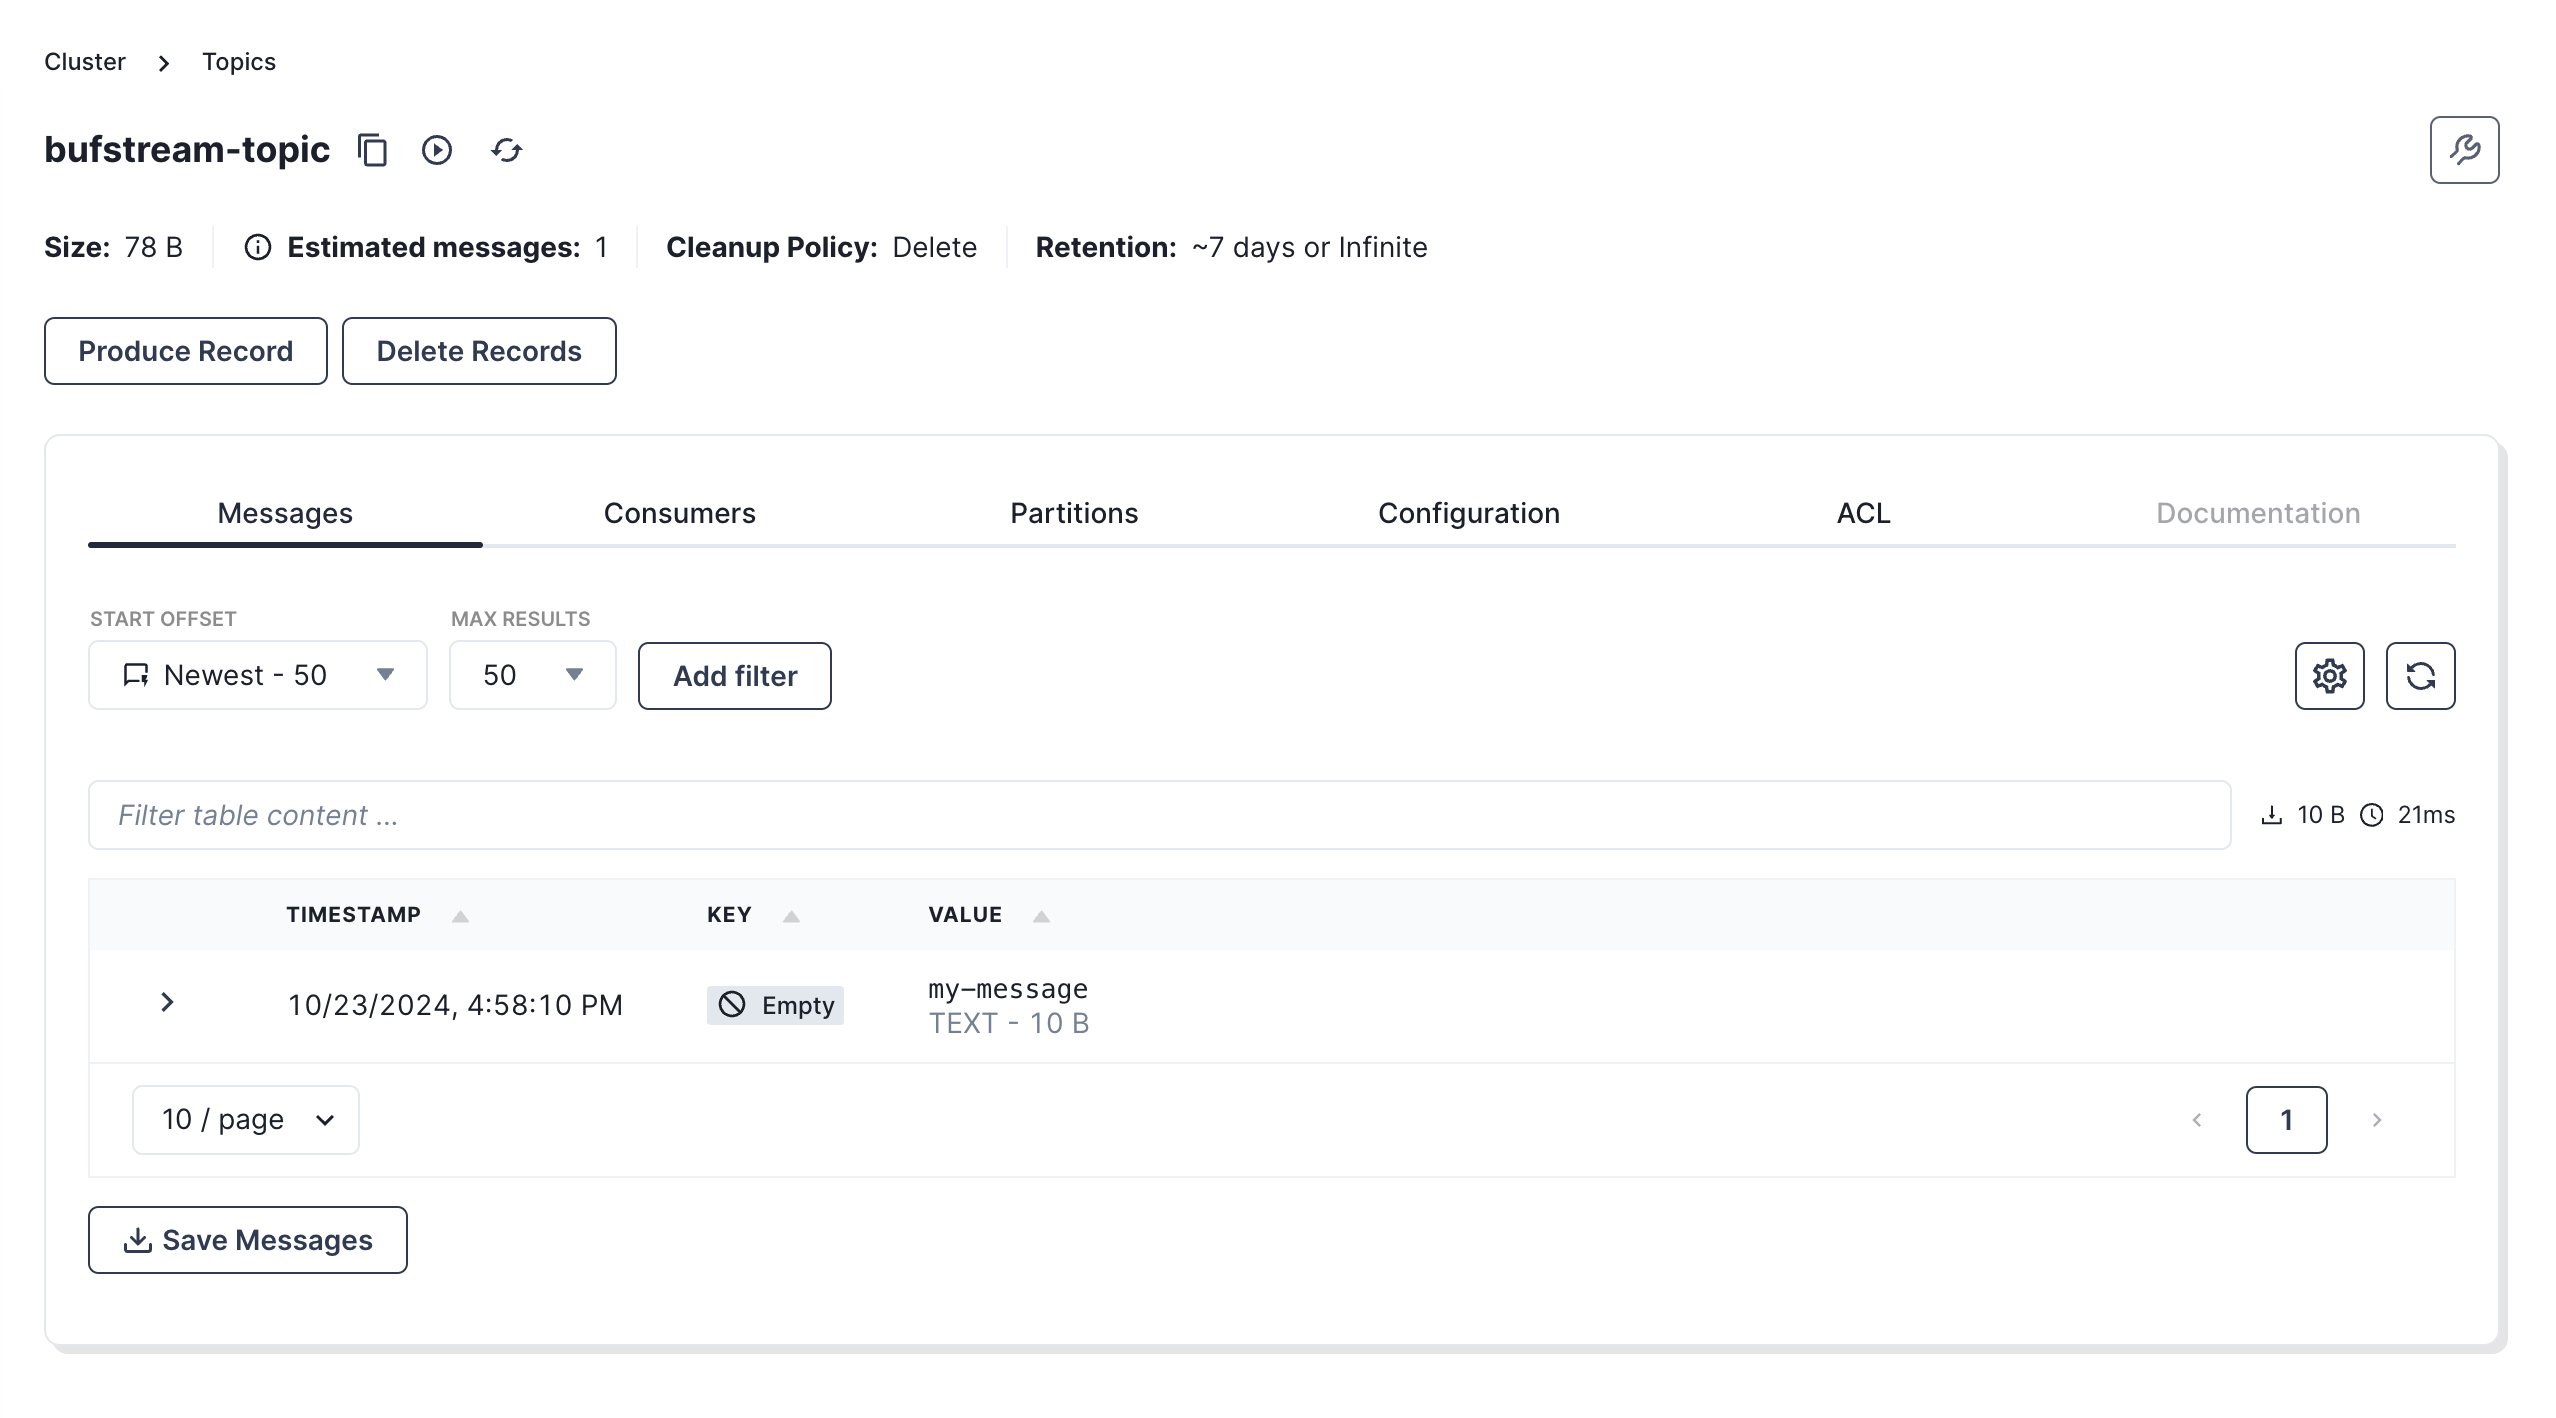 Cluster > Topics
bufstream-topic
Size: 78 B Estimated messages: 1 Cleanup Policy: Delete Retention: ~7 days or Infinite
Produce Record Delete Records
Messages Consumers Partitions Configuration ACL Documentation
START OFFSET MAX RESULTS
Newest - 50 50 Add filter
Filter table content ... 10 B 21ms
TIMESTAMP KEY VALUE
10/23/2024, 4:58:10 PM Empty my-message
TEXT - 10 B
10 / page 1
Save Messages